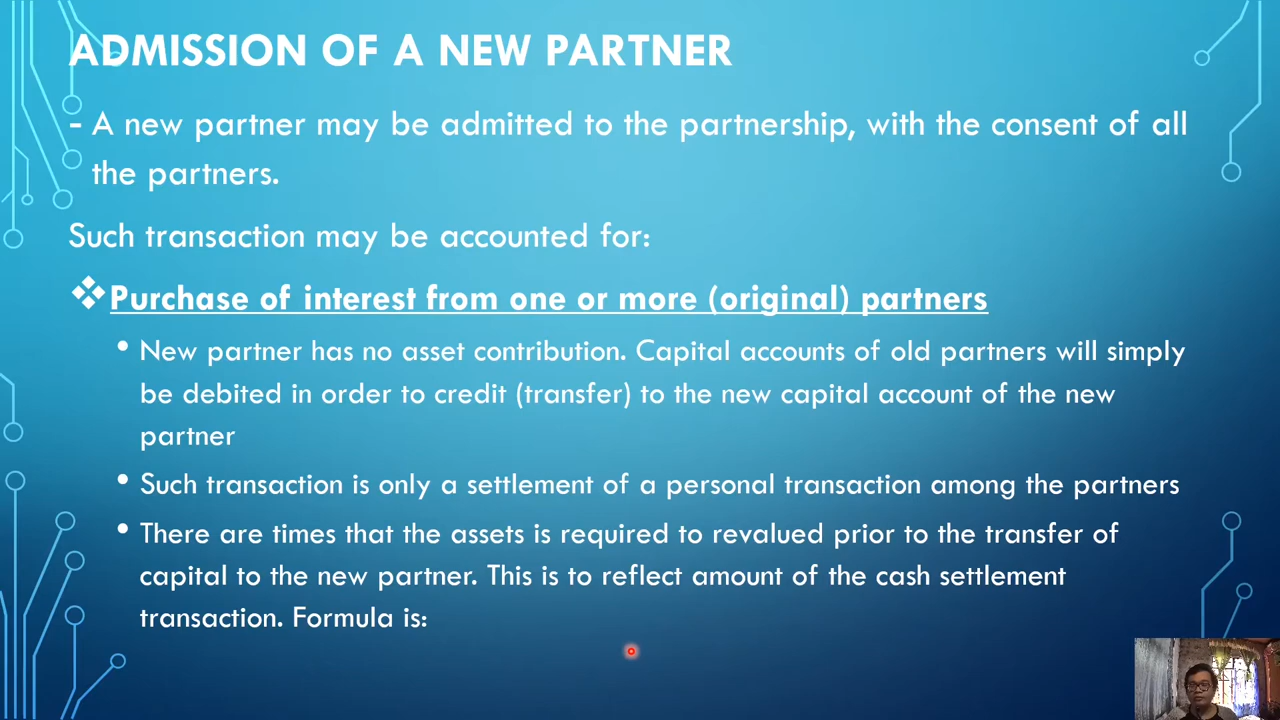 ADMISSION OF A NEW PARTNER
- A new partner may be admitted to the partnership, with the consent of all
the partners.
Such transaction may be accounted for:
❖Purchase of interest from one or more (original) partners
• New partner has no asset contribution. Capital accounts of old partners will simply
be debited in order to credit (transfer) to the new capital account of the new
partner
• Such transaction is only a settlement of a personal transaction among the partners
• There are times that the assets is required to revalued prior to the transfer of
capital to the new partner. This is to reflect amount of the cash settlement
transaction. Formula is: